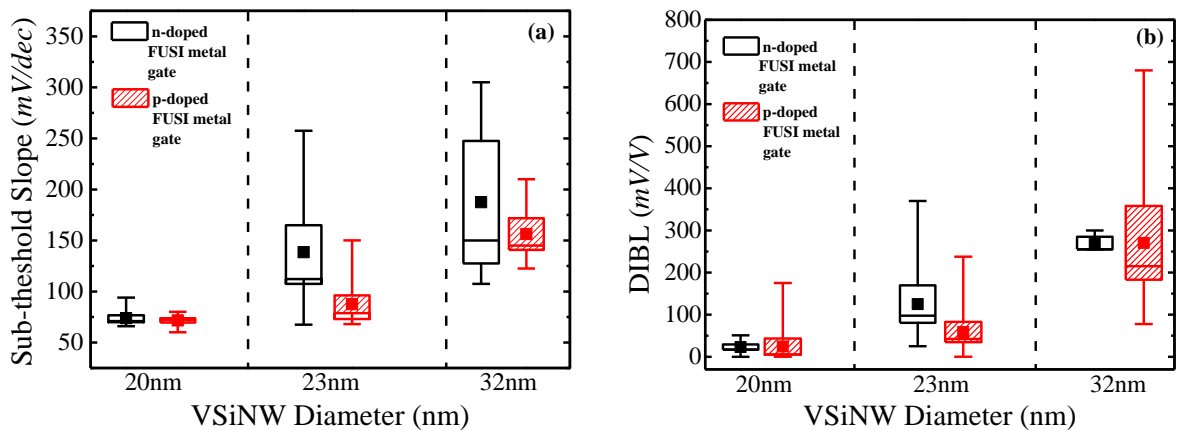 Sub-theshold Slope (mV/dec)
350
300
250
200
150
100
50
n-doped
FUSI metal
gate
p-doped
FUSI metal
gate
(a)
20nm
23nm
32nm
VSiNW Diameter (nm)
DIBL (mV/V)
800
700
600
500
400
300
200
100
0
n-doped
FUSI metal
gate
p-doped
FUSI metal
gate
(b)
20nm
23nm
32nm
VSiNW Diameter (nm)